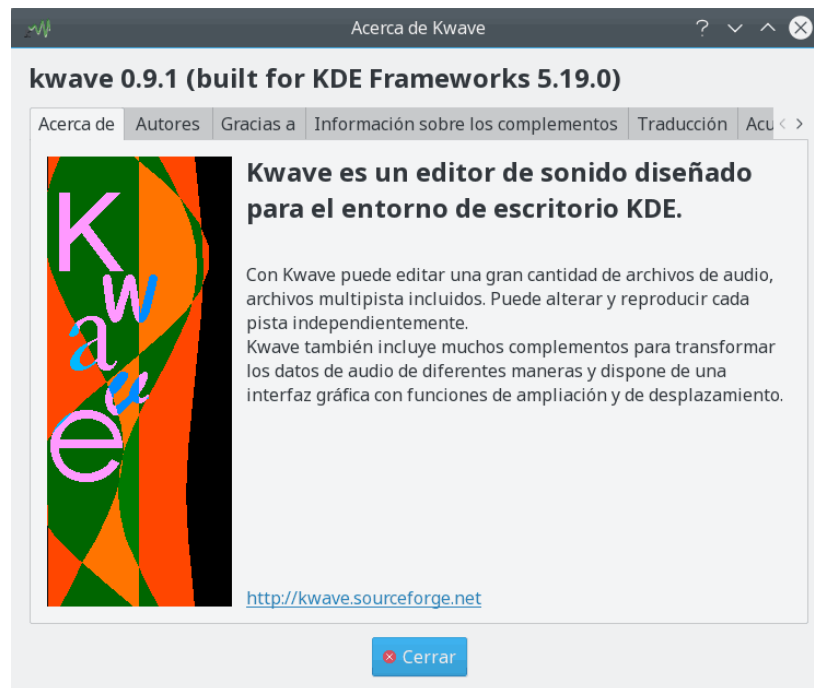 Acerca de Kwave
kwave 0.9.1 (built for KDE Frameworks 5.19.0)
Acerca de Autores Gracias a Información sobre los complementos Traducción Acu
Kwave
Kwave es un editor de sonido diseñado
para el entorno de escritorio KDE.
Con Kwave puede editar una gran cantidad de archivos de audio,
archivos multipista incluidos. Puede alterar y reproducir cada
pista independientemente.
Kwave también incluye muchos complementos para transformar
los datos de audio de diferentes maneras y dispone de una
interfaz gráfica con funciones de ampliación y de desplazamiento.
http://kwave.sourceforge.net
Cerrar